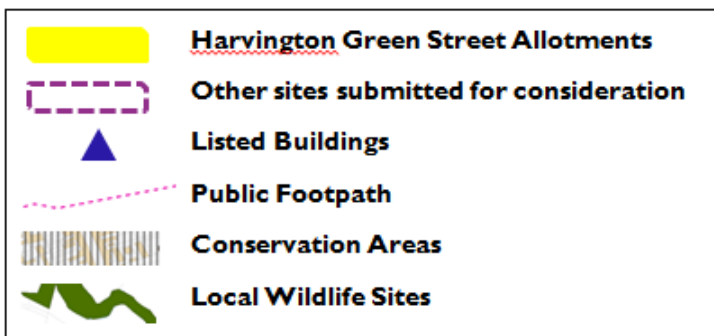 Harvington Green Street Allotments
Other sites submitted for consideration
Listed Buildings
Public Footpath
Conservation Areas
Local Wildlife Sites